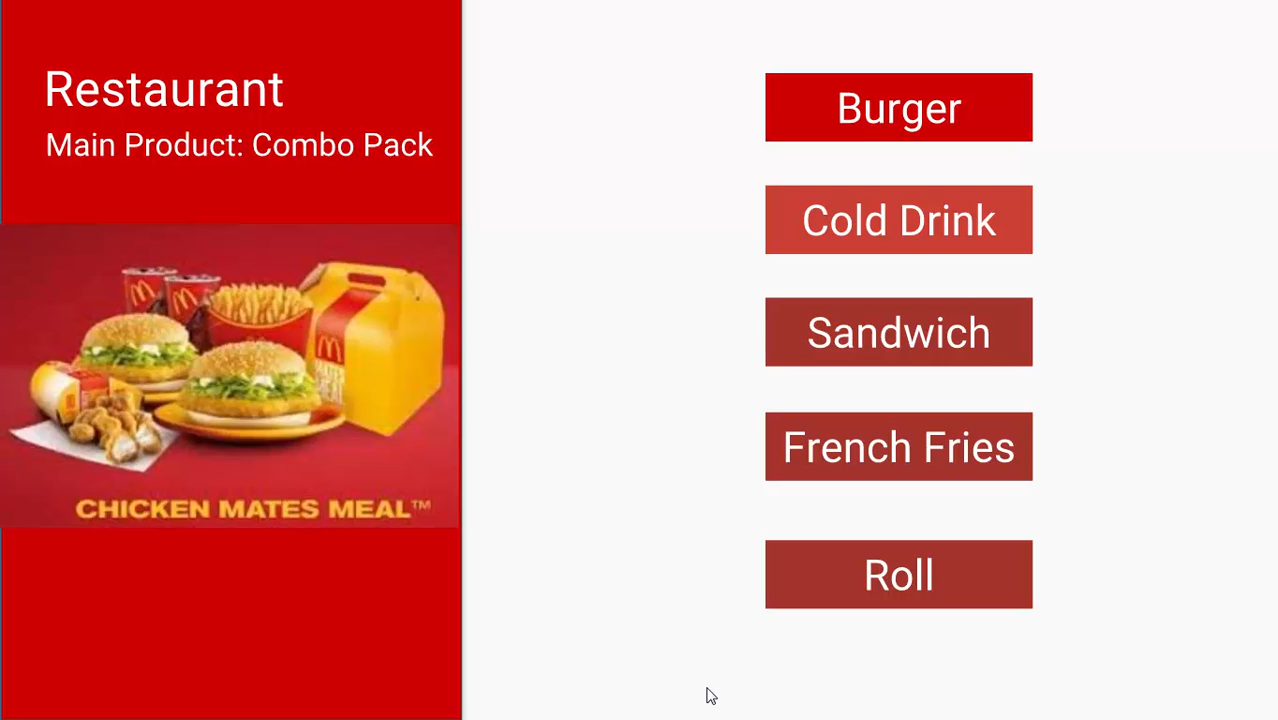 Restaurant
Main Product: Combo Pack
CHICKEN MATES MEAL™
Burger
Cold Drink
Sandwich
French Fries
Roll